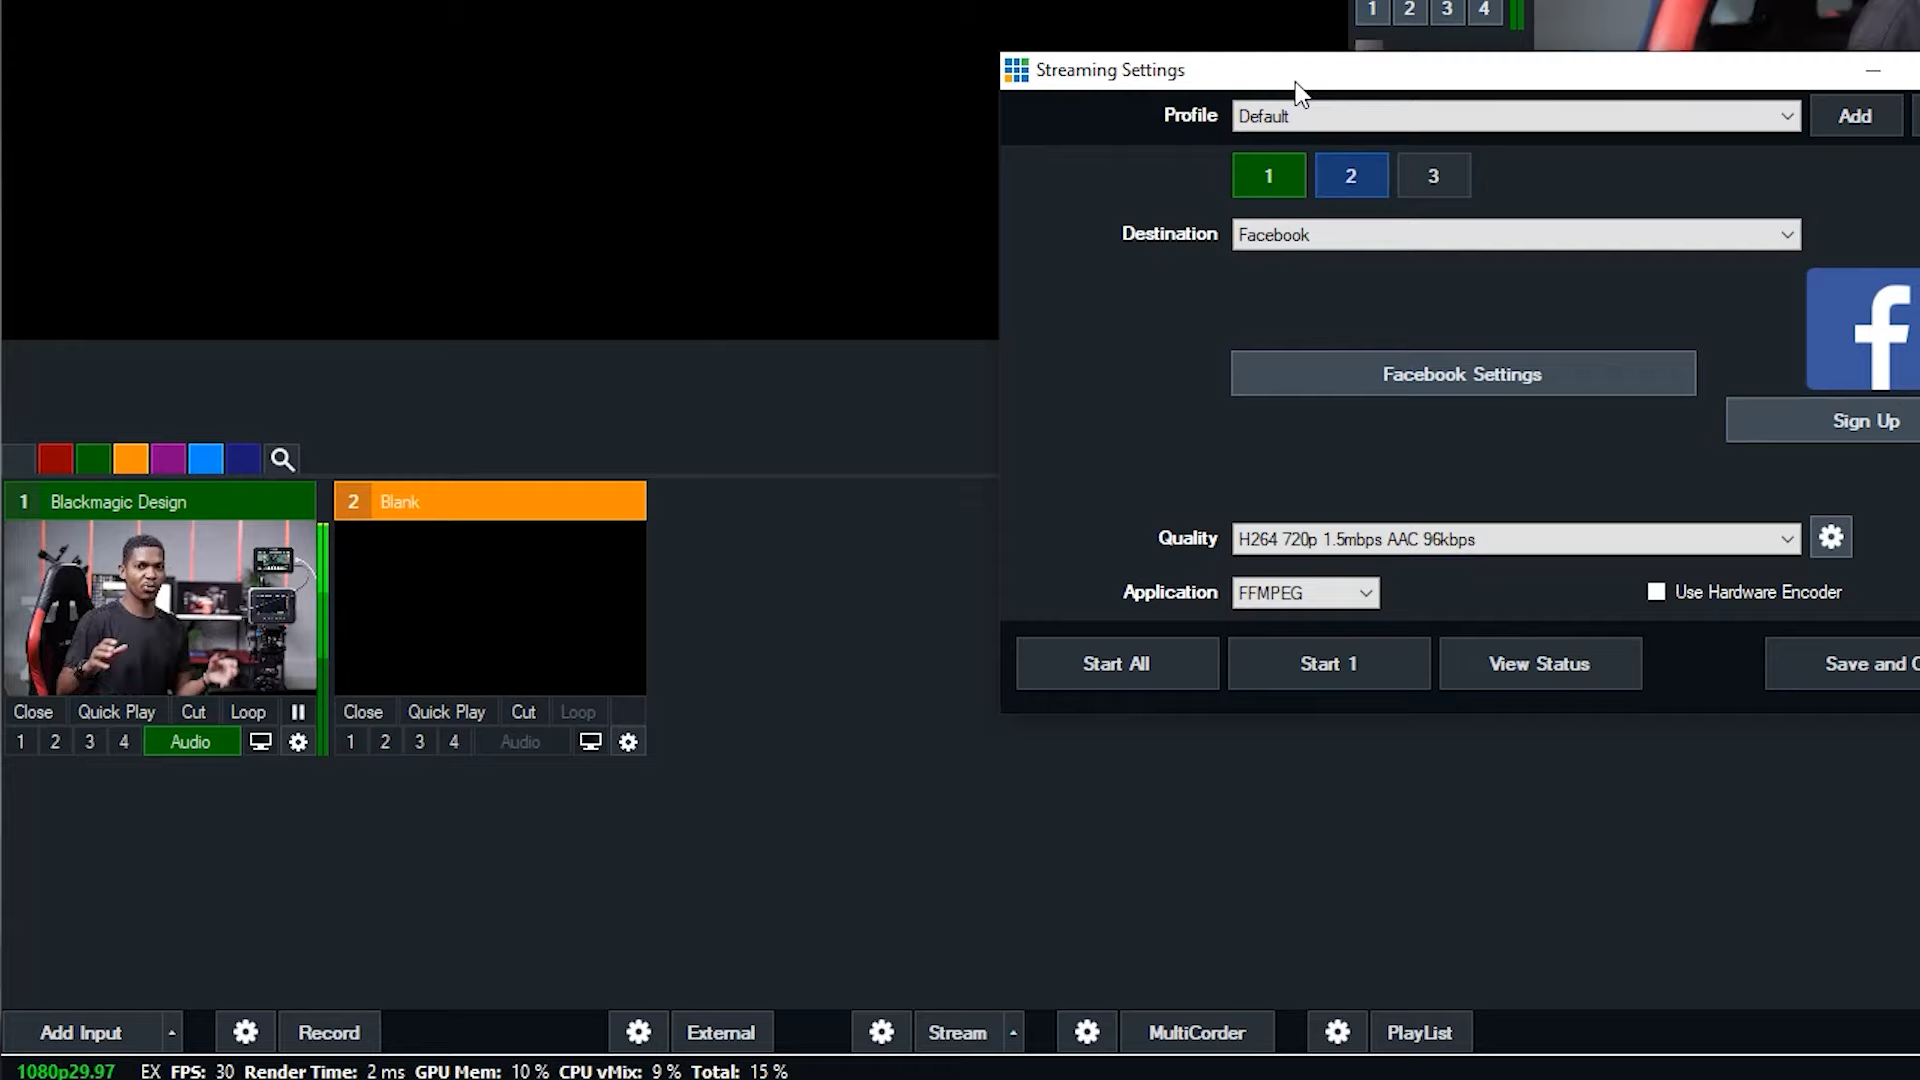 1 2 3 4
Streaming Settings
Profile Default Add
1 2 3
Destination Facebook
f
Facebook Settings
Sign Up
1 Blackmagic Design 2 Blank
Quality H264 720p 1.5mbps AAC 96kbps
Application FFMPEG Use Hardware Encoder
Start All Start 1 View Status Save and C
Close Quick Play Cut Loop Close Quick Play Cut Loop
1 2 3 4 Audio 1 2 3 4 Audio
Add Input Record External Stream MultiCorder PlayList
1080p29.97 EX FPS: 30 Render Time: 2 ms GPU Mem: 10 % CPU vMix: 9 % Total: 15 %